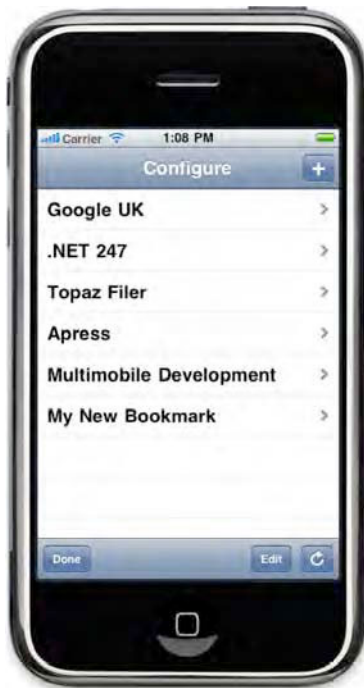 Carrier 1:08 PM
Configure +
Google UK
.NET 247
Topaz Filer
Apress
Multimobile Development
My New Bookmark
Done Edit